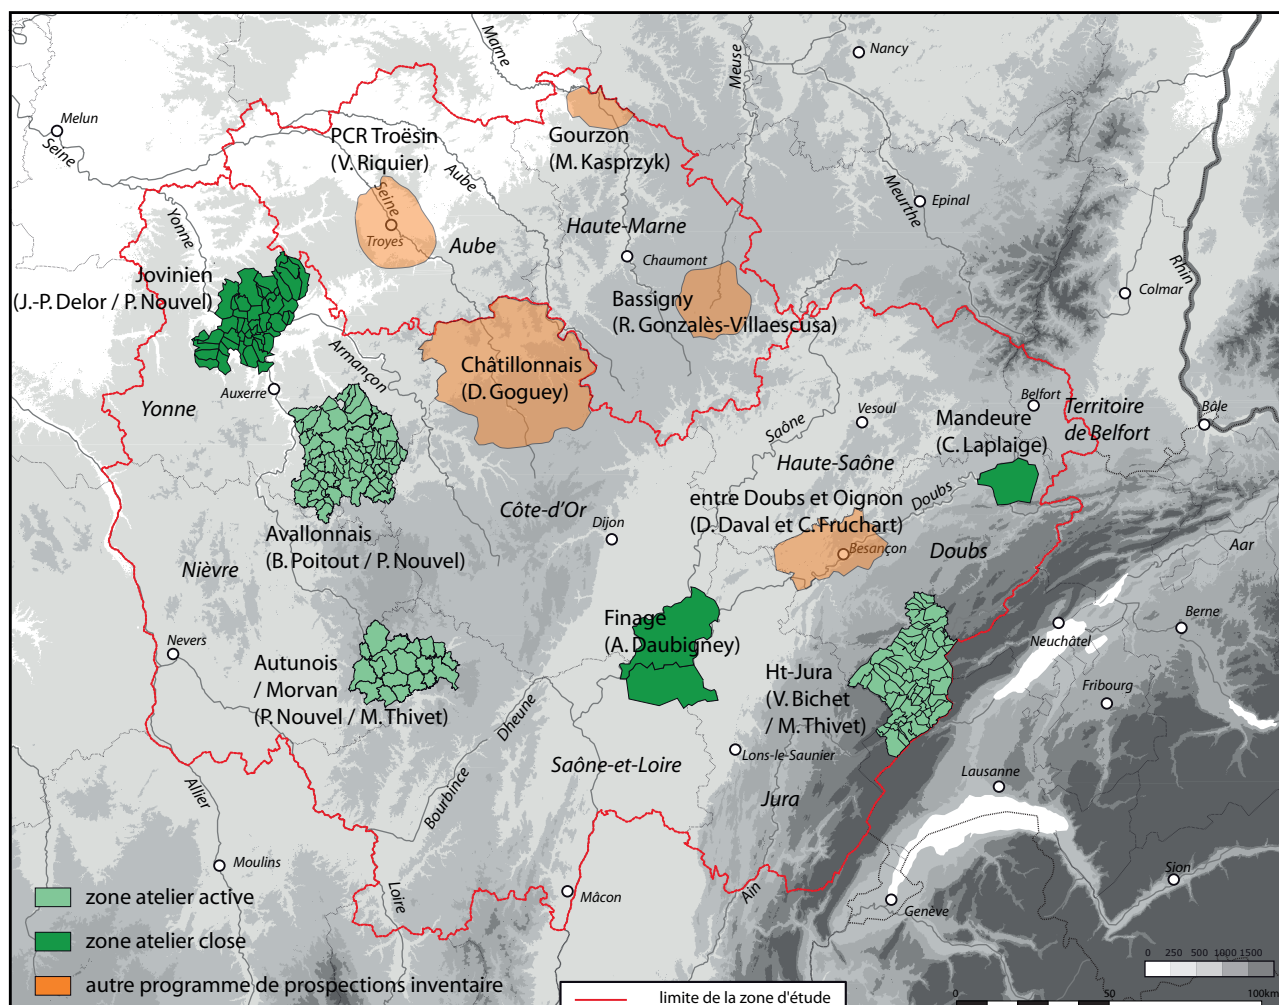 Marne
Meuse
Nancy
Melun
Seine
PCR Troësin
(V. Riquier)
Gourzon
(M. Kasprzyk)
Aube
Seine
Troyes
Meurthe
Epinal
Yonne
Aube
Haute-Marne
Chaumont
Rhin
Jovinien
(J.-P. Delor / P. Nouvel)
Bassigny
(R. Gonzalès-Villaescusa)
Colmar
Armançon
Châtillonnais
(D. Goguey)
Auxerre
Yonne
Saône
Vesoul
Belfort
Mandeure
(C. Laplaige)
Territoire
de Belfort
Bâle
Haute-Saône
Côte-d'Or
Dijon
entre Doubs et Oignon
(D. Daval et C. Fruchart)
Doubs
Besançon
Doubs
Aar
Avallonnais
(B. Poitout / P. Nouvel)
Nièvre
Nevers
Finage
(A. Daubigney)
Neuchâtel
Berne
Autunois
/ Morvan
(P. Nouvel / M. Thivet)
Ht-Jura
(V. Bichet
/ M. Thivet)
Fribourg
Dheune
Lons-le-Saunier
Saône-et-Loire
Jura
Lausanne
Allier
Bourbince
Moulins
Loire
Mâcon
Ain
Genève
Sion
zone atelier active
zone atelier close
autre programme de prospections inventaire
limite de la zone d'étude
0 250 500 1000 1500
0 50 100km